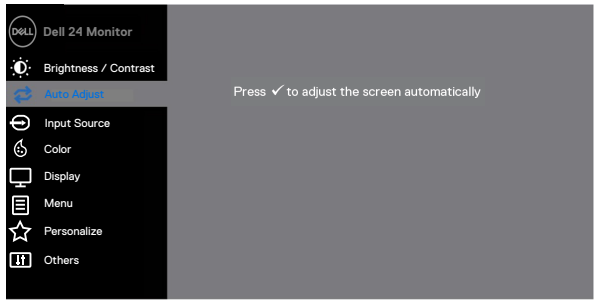 DELL Dell 24 Monitor
Brightness / Contrast
Auto Adjust
Press ✓ to adjust the screen automatically
Input Source
Color
Display
Menu
Personalize
Others